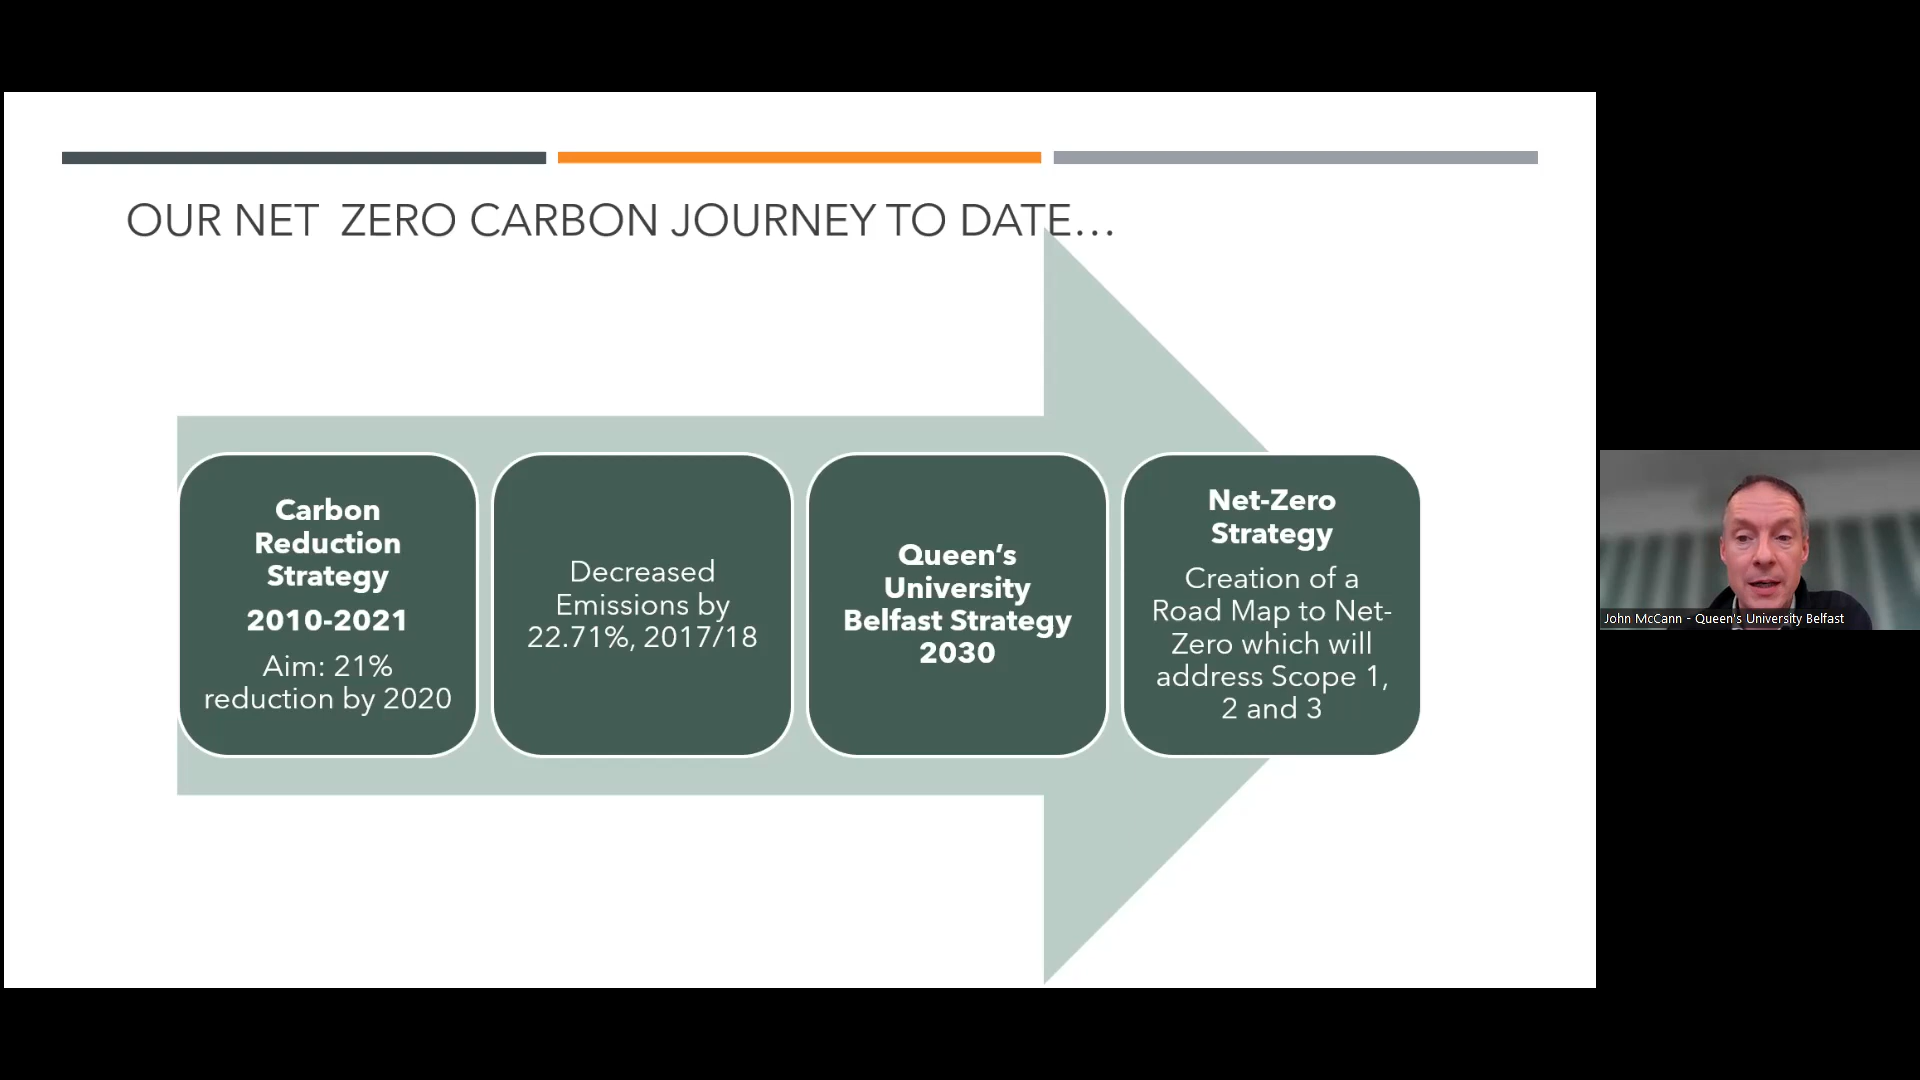 OUR NET  ZERO CARBON JOURNEY TO DATE…
Carbon
Reduction
Strategy
2010-2021
Aim: 21%
reduction by 2020
Decreased
Emissions by
22.71%, 2017/18
Queen’s
University
Belfast Strategy
2030
Net-Zero
Strategy
Creation of a
Road Map to Net-
Zero which will
address Scope 1,
2 and 3
John McCann - Queen's University Belfast